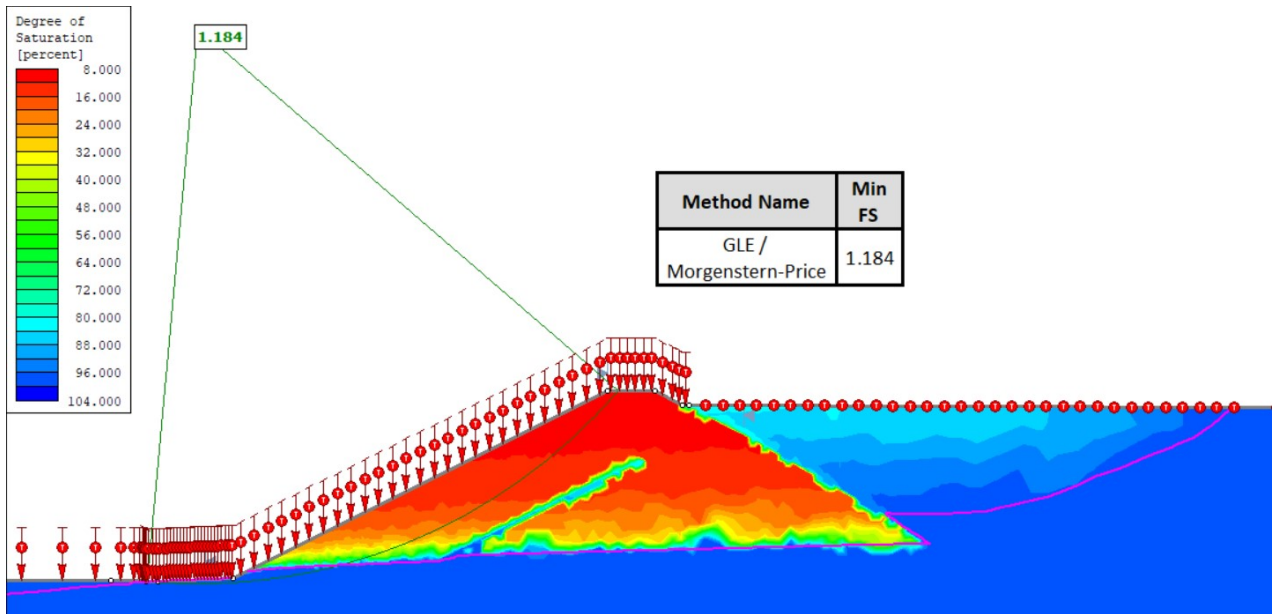 Degree of
Saturation
[percent]
8.000
16.000
24.000
32.000
40.000
48.000
56.000
64.000
72.000
80.000
88.000
96.000
104.000
1.184
Method Name Min FS
GLE / Morgenstern-Price 1.184
T T T T T T T T T T T T T T T T T T T T